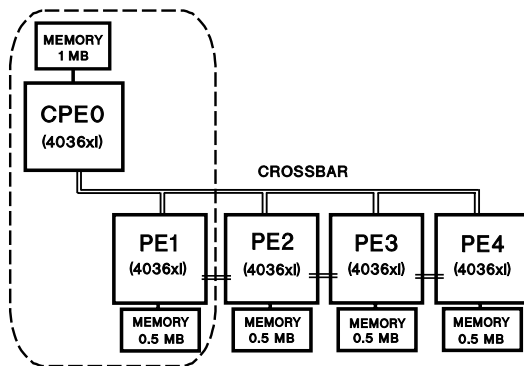 MEMORY
1 MB
CPE0
(4036xl)
CROSSBAR
PE1
(4036xl)
PE2
(4036xl)
PE3
(4036xl)
PE4
(4036xl)
MEMORY
0.5 MB
MEMORY
0.5 MB
MEMORY
0.5 MB
MEMORY
0.5 MB